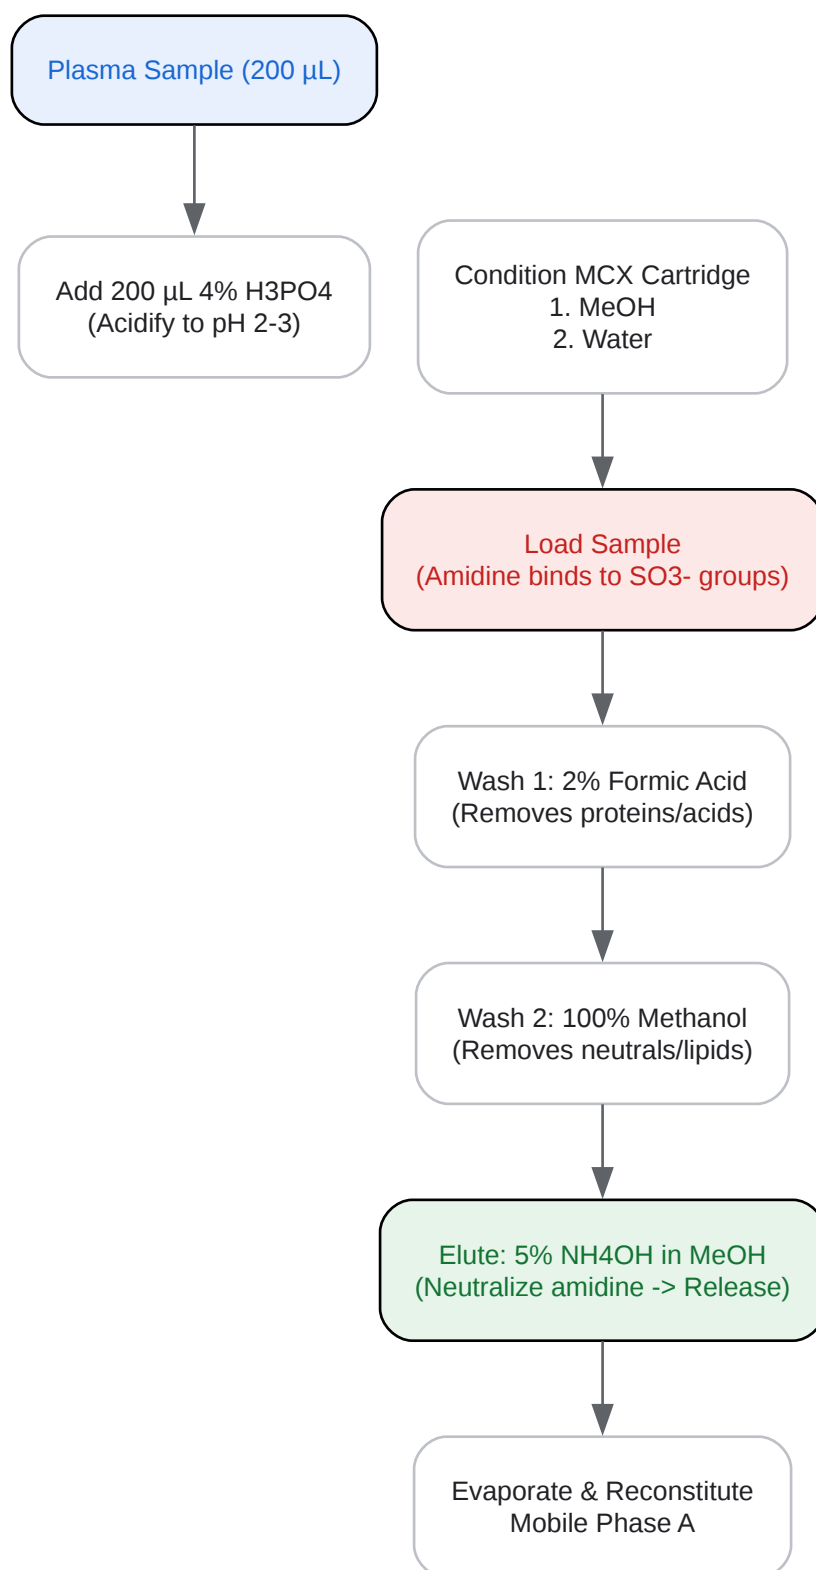 Plasma Sample (200 µL)
Add 200 µL 4% H3PO4
(Acidify to pH 2-3)
Condition MCX Cartridge
1. MeOH
2. Water
Load Sample
(Amidine binds to SO3- groups)
Wash 1: 2% Formic Acid
(Removes proteins/acids)
Wash 2: 100% Methanol
(Removes neutrals/lipids)
Elute: 5% NH4OH in MeOH
(Neutralize amidine -> Release)
Evaporate & Reconstitute
Mobile Phase A